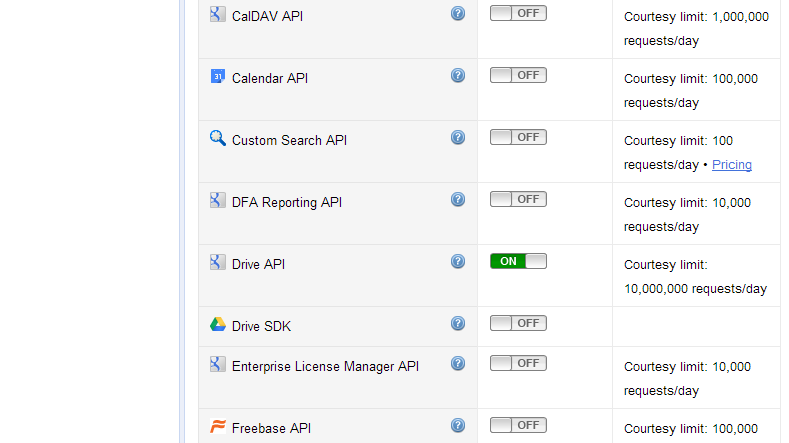 CalDAV API OFF Courtesy limit: 1,000,000
requests/day
31 Calendar API OFF Courtesy limit: 100,000
requests/day
Custom Search API OFF Courtesy limit: 100
requests/day • Pricing
DFA Reporting API OFF Courtesy limit: 10,000
requests/day
Drive API ON Courtesy limit:
10,000,000 requests/day
Drive SDK OFF
Enterprise License Manager API OFF Courtesy limit: 10,000
requests/day
Freebase API OFF Courtesy limit: 100,000